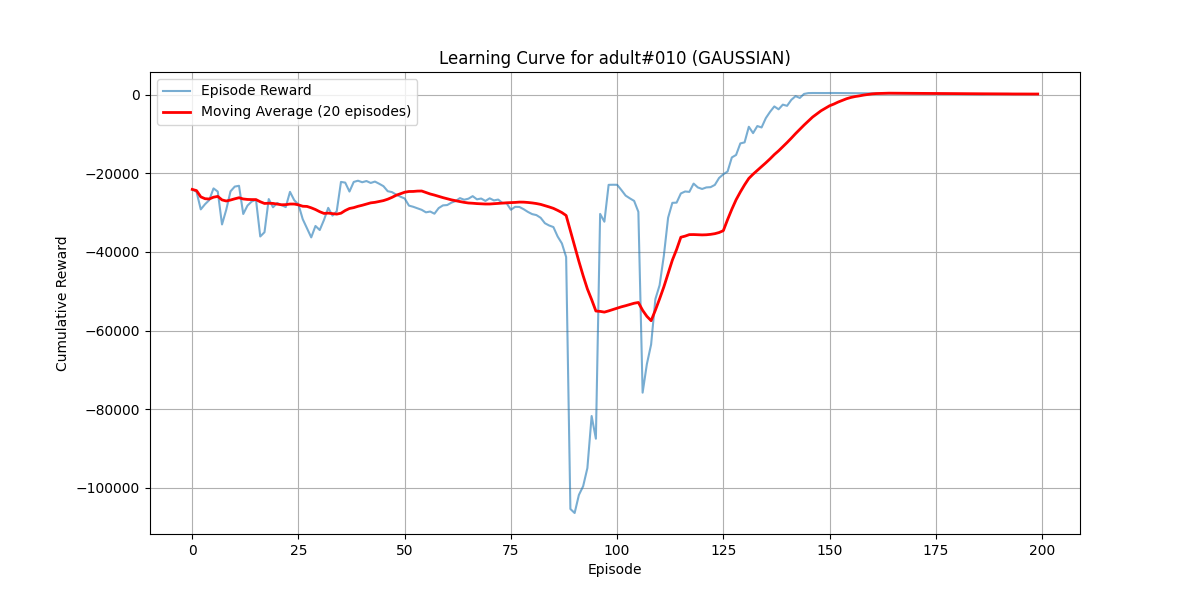 Learning Curve for adult#010 (GAUSSIAN)
Episode Reward
Moving Average (20 episodes)
Cumulative Reward
0
−20000
−40000
−60000
−80000
−100000
0 25 50 75 100 125 150 175 200
Episode